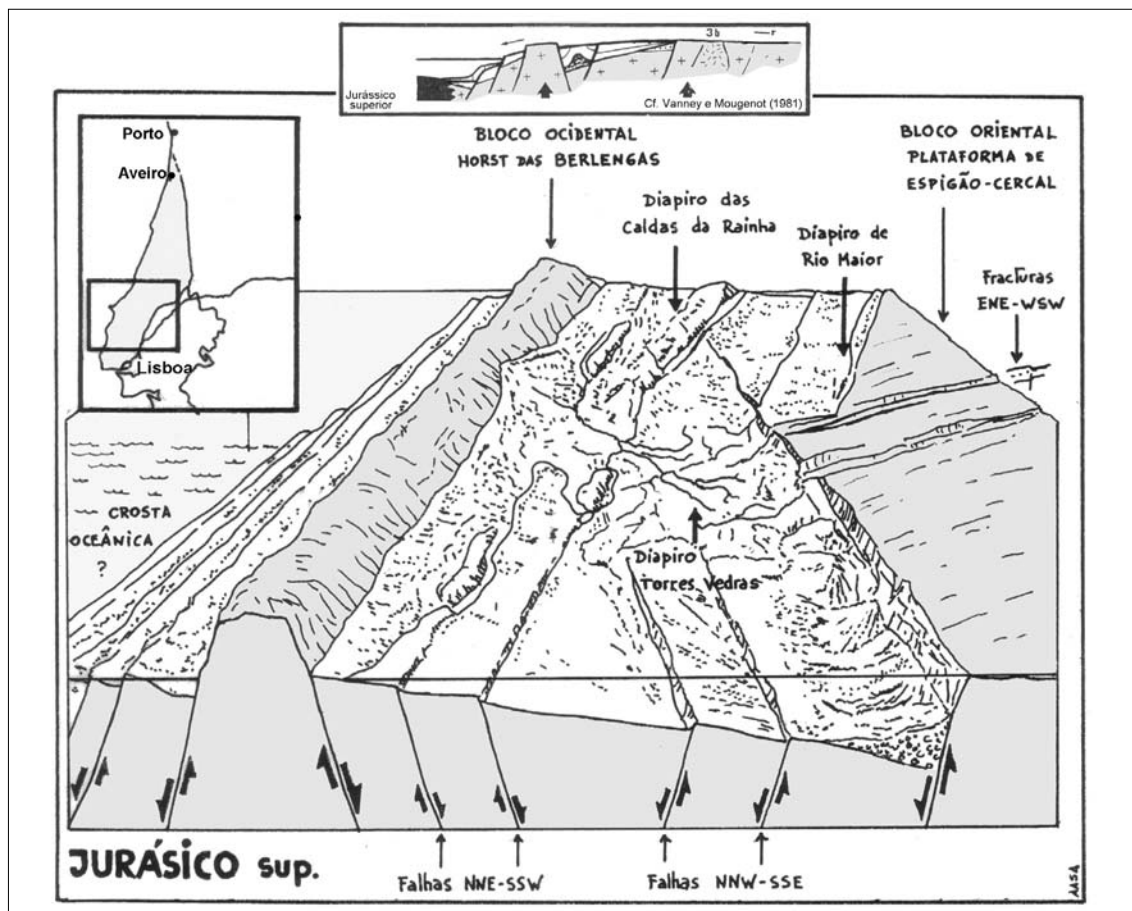 3b
r
Jurássico
superior
Cf. Vanney e Mougenot (1981)
Porto
Aveiro
Lisboa
BLOCO OCIDENTAL
HORST DAS BERLENGAS
BLOCO ORIENTAL
PLATAFORMA DE
ESPIGÃO-CERCAL
Diapiro das
Caldas da Rainha
Diapiro de
Rio Maior
Fracturas
ENE-WSW
CROSTA
OCEÂNICA
?
Diapiro
Torres Vedras
JURÁSICO sup.
Falhas NNE-SSW
Falhas NNW-SSE